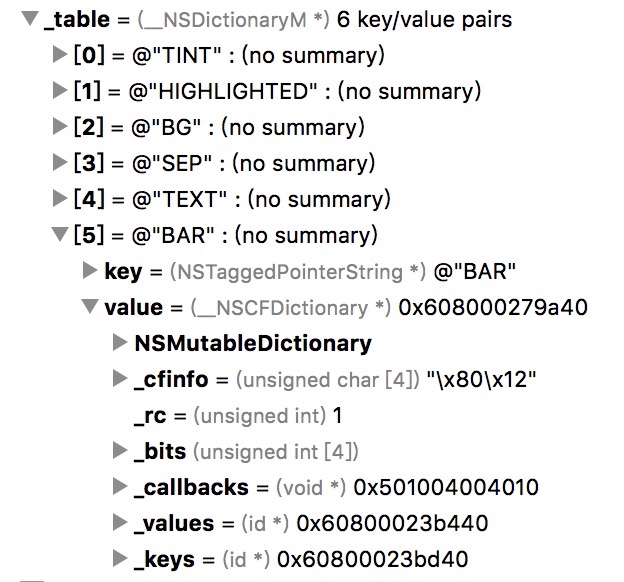 _table = (__NSDictionaryM *) 6 key/value pairs
[0] = @"TINT" : (no summary)
[1] = @"HIGHLIGHTED" : (no summary)
[2] = @"BG" : (no summary)
[3] = @"SEP" : (no summary)
[4] = @"TEXT" : (no summary)
[5] = @"BAR" : (no summary)
key = (NSTaggedPointerString *) @"BAR"
value = (__NSCFDictionary *) 0x608000279a40
NSMutableDictionary
_cfinfo = (unsigned char [4]) "\x80\x12"
_rc = (unsigned int) 1
_bits (unsigned int [4])
_callbacks = (void *) 0x501004004010
_values = (id *) 0x60800023b440
_keys = (id *) 0x60800023bd40